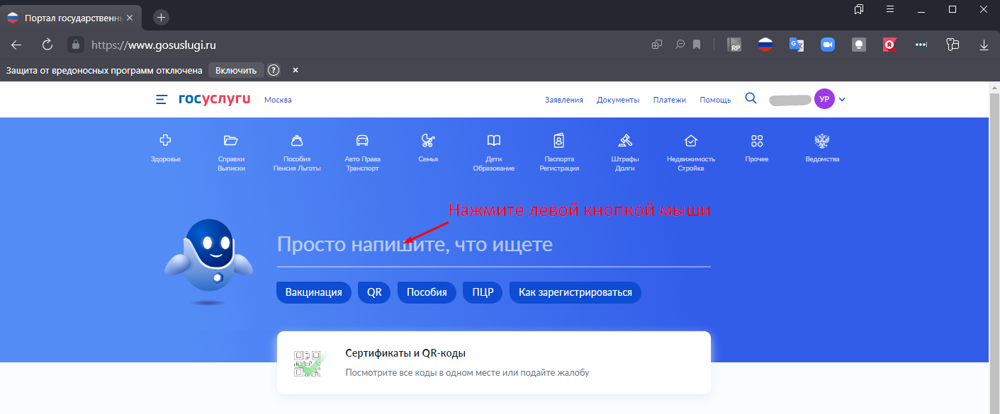 Портал государственнь
https://www.gosuslugi.ru
RP
G
R
Защита от вредоносных программ отключена Включить ?
госуслуги Москва Заявления Документы Платежи Помощь УР
Здоровье
Справки
Выписки
Пособия
Пенсия Льготы
Авто Права
Транспорт
Семья
Дети
Образование
Паспорта
Регистрация
Штрафы
Долги
Недвижимость
Стройка
Прочее
Ведомства
Нажмите левой кнопкой мыши
Просто напишите, что ищете
Вакцинация QR Пособия ПЦР Как зарегистрироваться
Сертификаты и QR-коды
Посмотрите все коды в одном месте или подайте жалобу